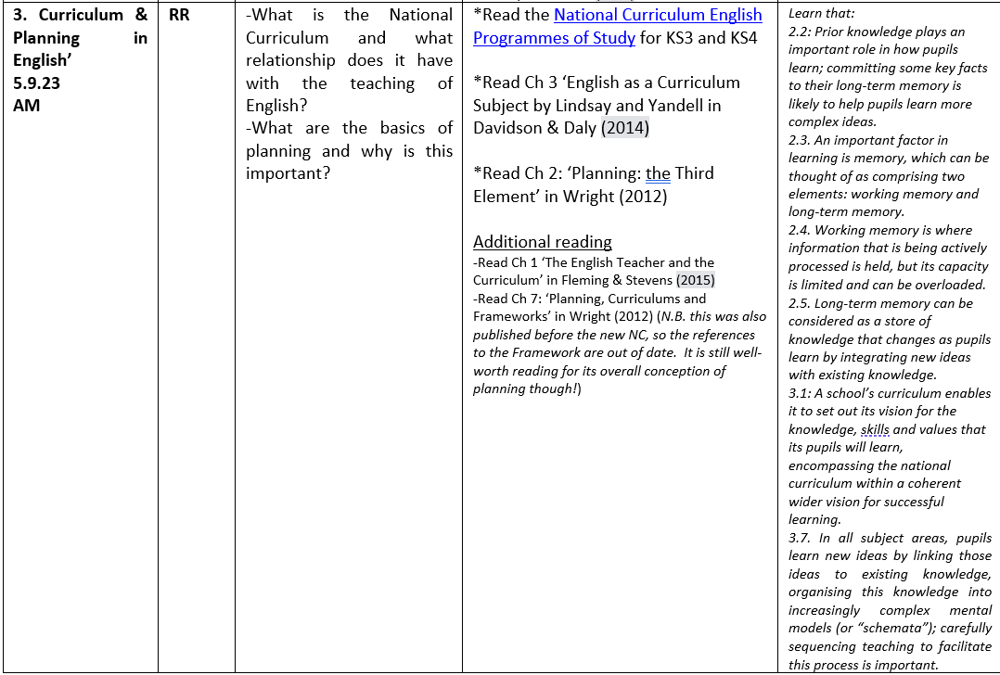 3. Curriculum &
Planning in
English’
5.9.23
AM
RR
-What is the National
Curriculum and what
relationship does it have
with the teaching of
English?
-What are the basics of
planning and why is this
important?
*Read the National Curriculum English
Programmes of Study for KS3 and KS4
*Read Ch 3 ‘English as a Curriculum
Subject by Lindsay and Yandell in
Davidson & Daly (2014)
*Read Ch 2: ‘Planning: the Third
Element’ in Wright (2012)
Additional reading
-Read Ch 1 ‘The English Teacher and the
Curriculum’ in Fleming & Stevens (2015)
-Read Ch 7: ‘Planning, Curriculums and
Frameworks’ in Wright (2012) (N.B. this was also
published before the new NC, so the references
to the Framework are out of date.  It is still well-
worth reading for its overall conception of
planning though!)
Learn that:
2.2: Prior knowledge plays an
important role in how pupils
learn; committing some key facts
to their long-term memory is
likely to help pupils learn more
complex ideas.
2.3. An important factor in
learning is memory, which can be
thought of as comprising two
elements: working memory and
long-term memory.
2.4. Working memory is where
information that is being actively
processed is held, but its capacity
is limited and can be overloaded.
2.5. Long-term memory can be
considered as a store of
knowledge that changes as pupils
learn by integrating new ideas
with existing knowledge.
3.1: A school’s curriculum enables
it to set out its vision for the
knowledge, skills and values that
its pupils will learn,
encompassing the national
curriculum within a coherent
wider vision for successful
learning.
3.7. In all subject areas, pupils
learn new ideas by linking those
ideas to existing knowledge,
organising this knowledge into
increasingly complex mental
models (or “schemata”); carefully
sequencing teaching to facilitate
this process is important.